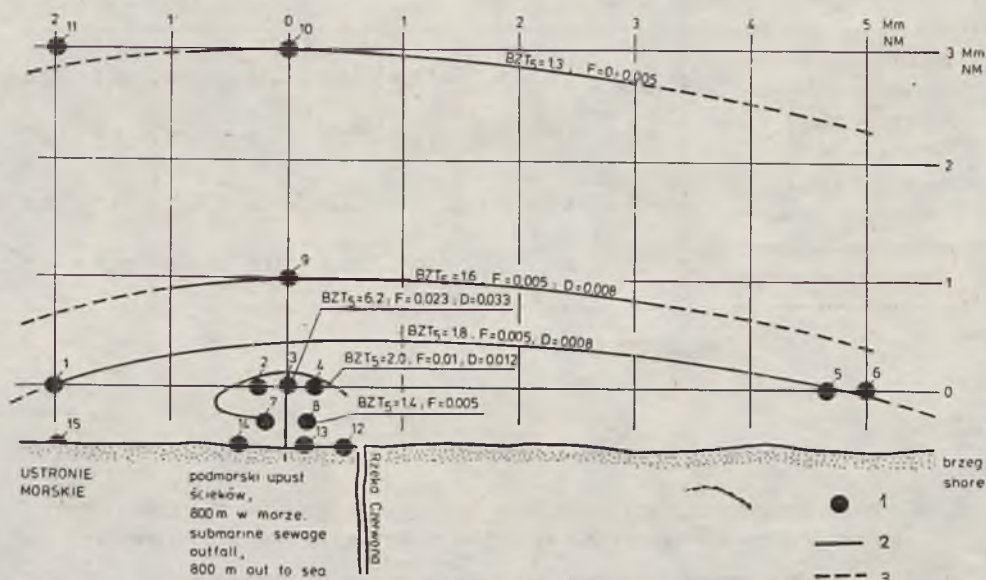 2 1 0 1 2 3 4 5 Mm
NM
11
10
3 Mm
NM
BZT₅=1.3, F=D=0.005
2
9
BZT₅=1.6, F=0.005; D=0.008
1
BZT₅=6.2; F=0.023; D=0.033
BZT₅=1.8, F=0.005, D=0.008
1 2 3 4
BZT₅=2.0, F=0.01, D=0.012
5 6
0
7 8
BZT₅=1.4, F=0.005
15 14 13 12
USTRONIE
MORSKIE
podmorski upust
ścieków,
800m w morze.
submarine sewage
outfall,
800 m out to sea
Rzeka Czerwona
brzeg
shore
1
2
3